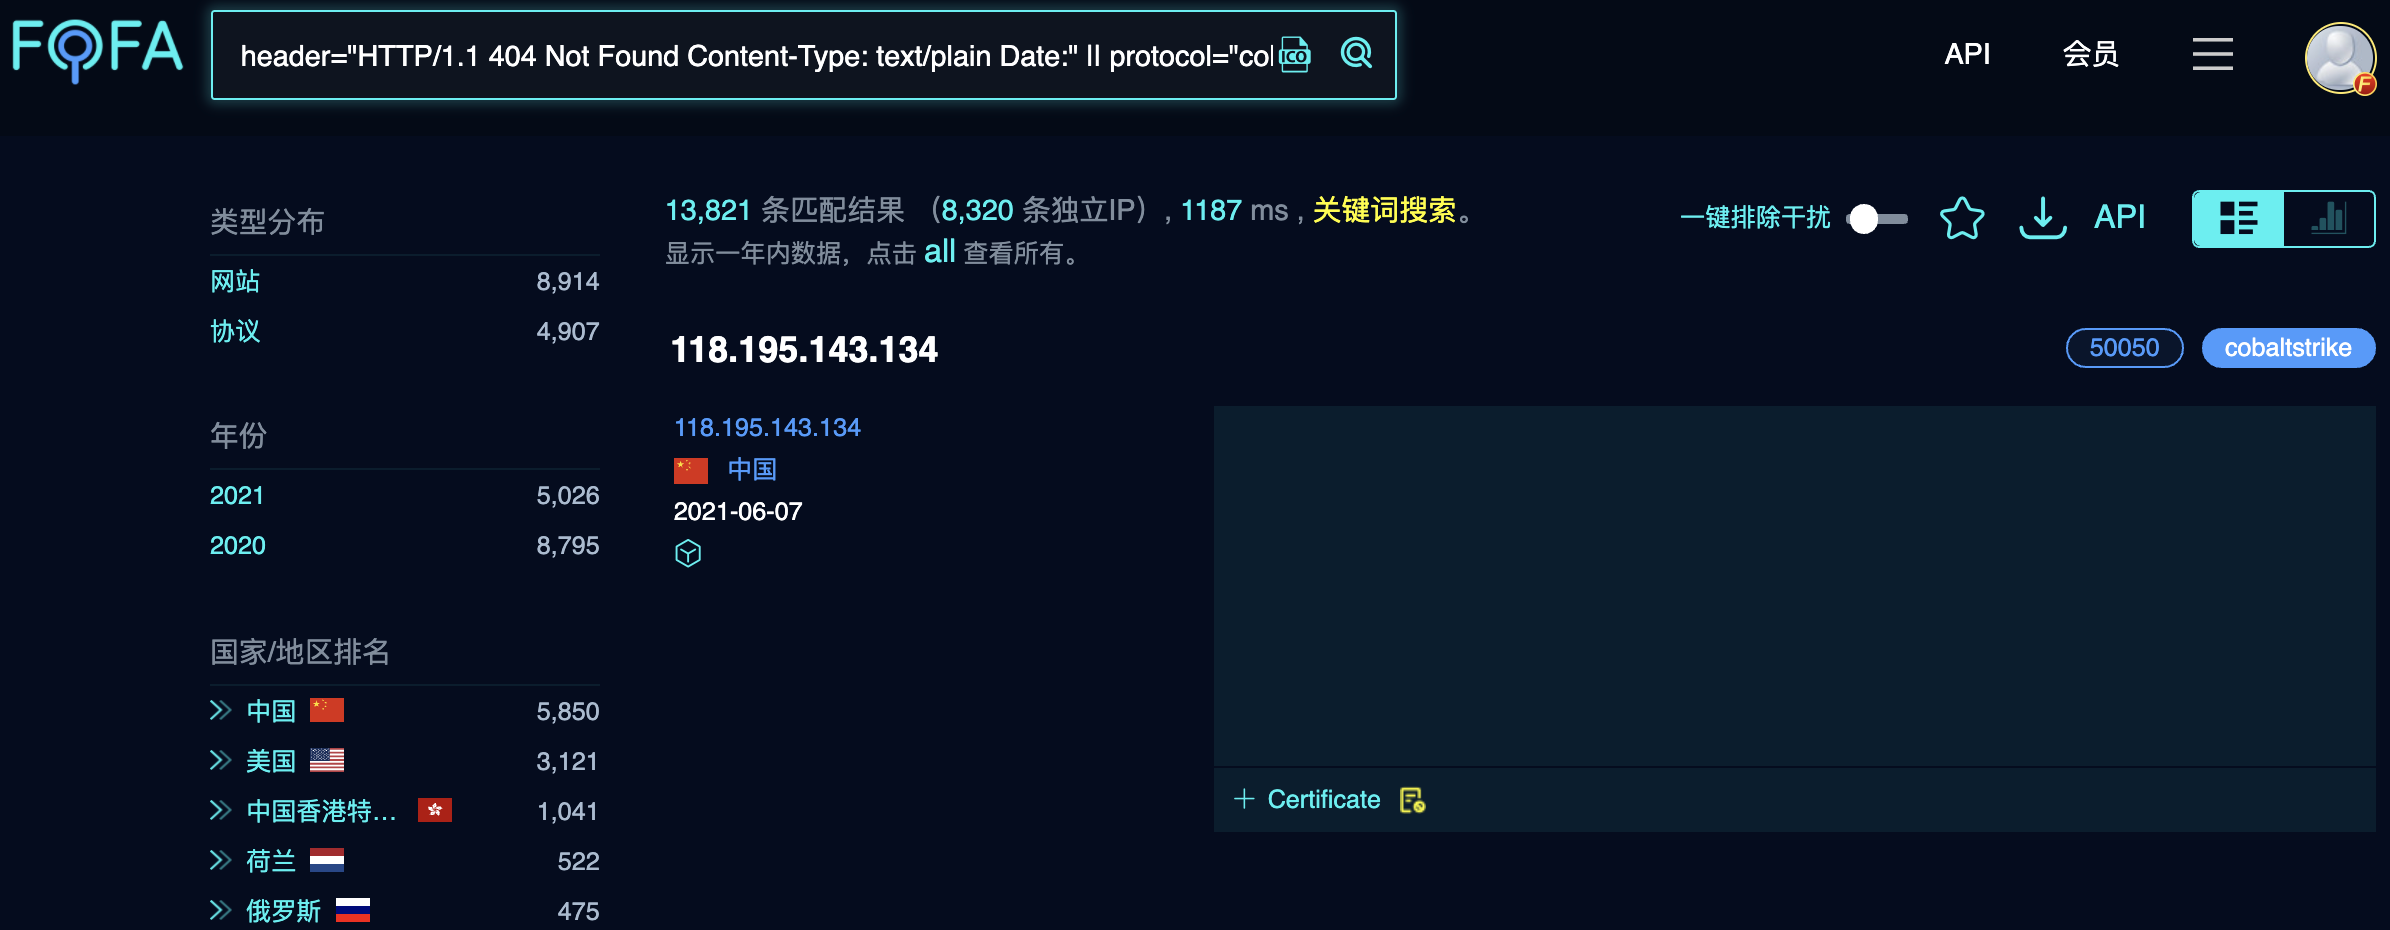 FOFA
header="HTTP/1.1 404 Not Found Content-Type: text/plain Date:" || protocol="col
ICO
API
会员
F
类型分布
网站 8,914
协议 4,907
年份
2021 5,026
2020 8,795
国家/地区排名
中国 5,850
美国 3,121
中国香港特... 1,041
荷兰 522
俄罗斯 475
13,821 条匹配结果 （8,320 条独立IP）, 1187 ms , 关键词搜索。
显示一年内数据，点击 all 查看所有。
一键排除干扰
API
118.195.143.134
50050
cobaltstrike
118.195.143.134
中国
2021-06-07
Certificate